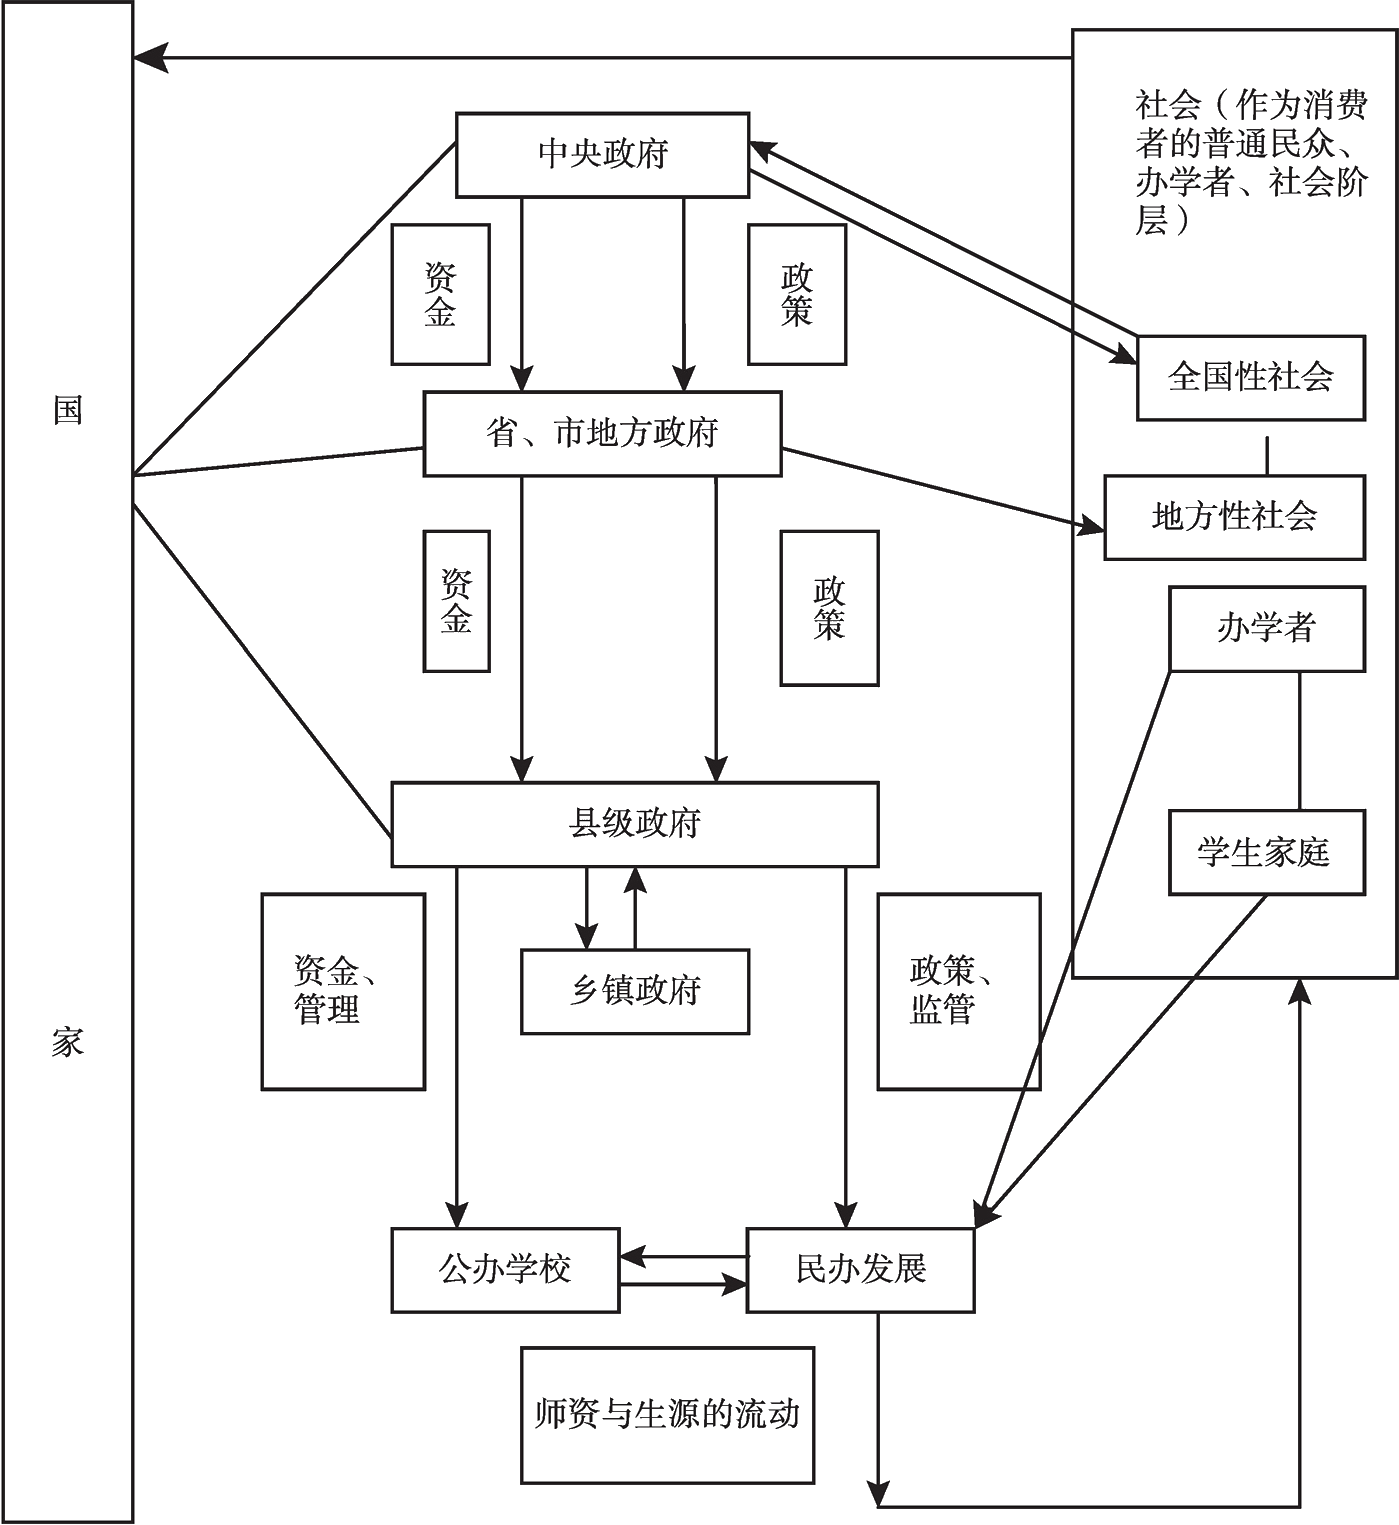 社会（作为消费
者的普通民众、
办学者、社会阶
层）
中央政府
资
金
政
策
全国性社会
国
省、市地方政府
地方性社会
资
金
政
策
办学者
县级政府
学生家庭
资金、
管理
乡镇政府
政策、
监管
家
公办学校
民办发展
师资与生源的流动